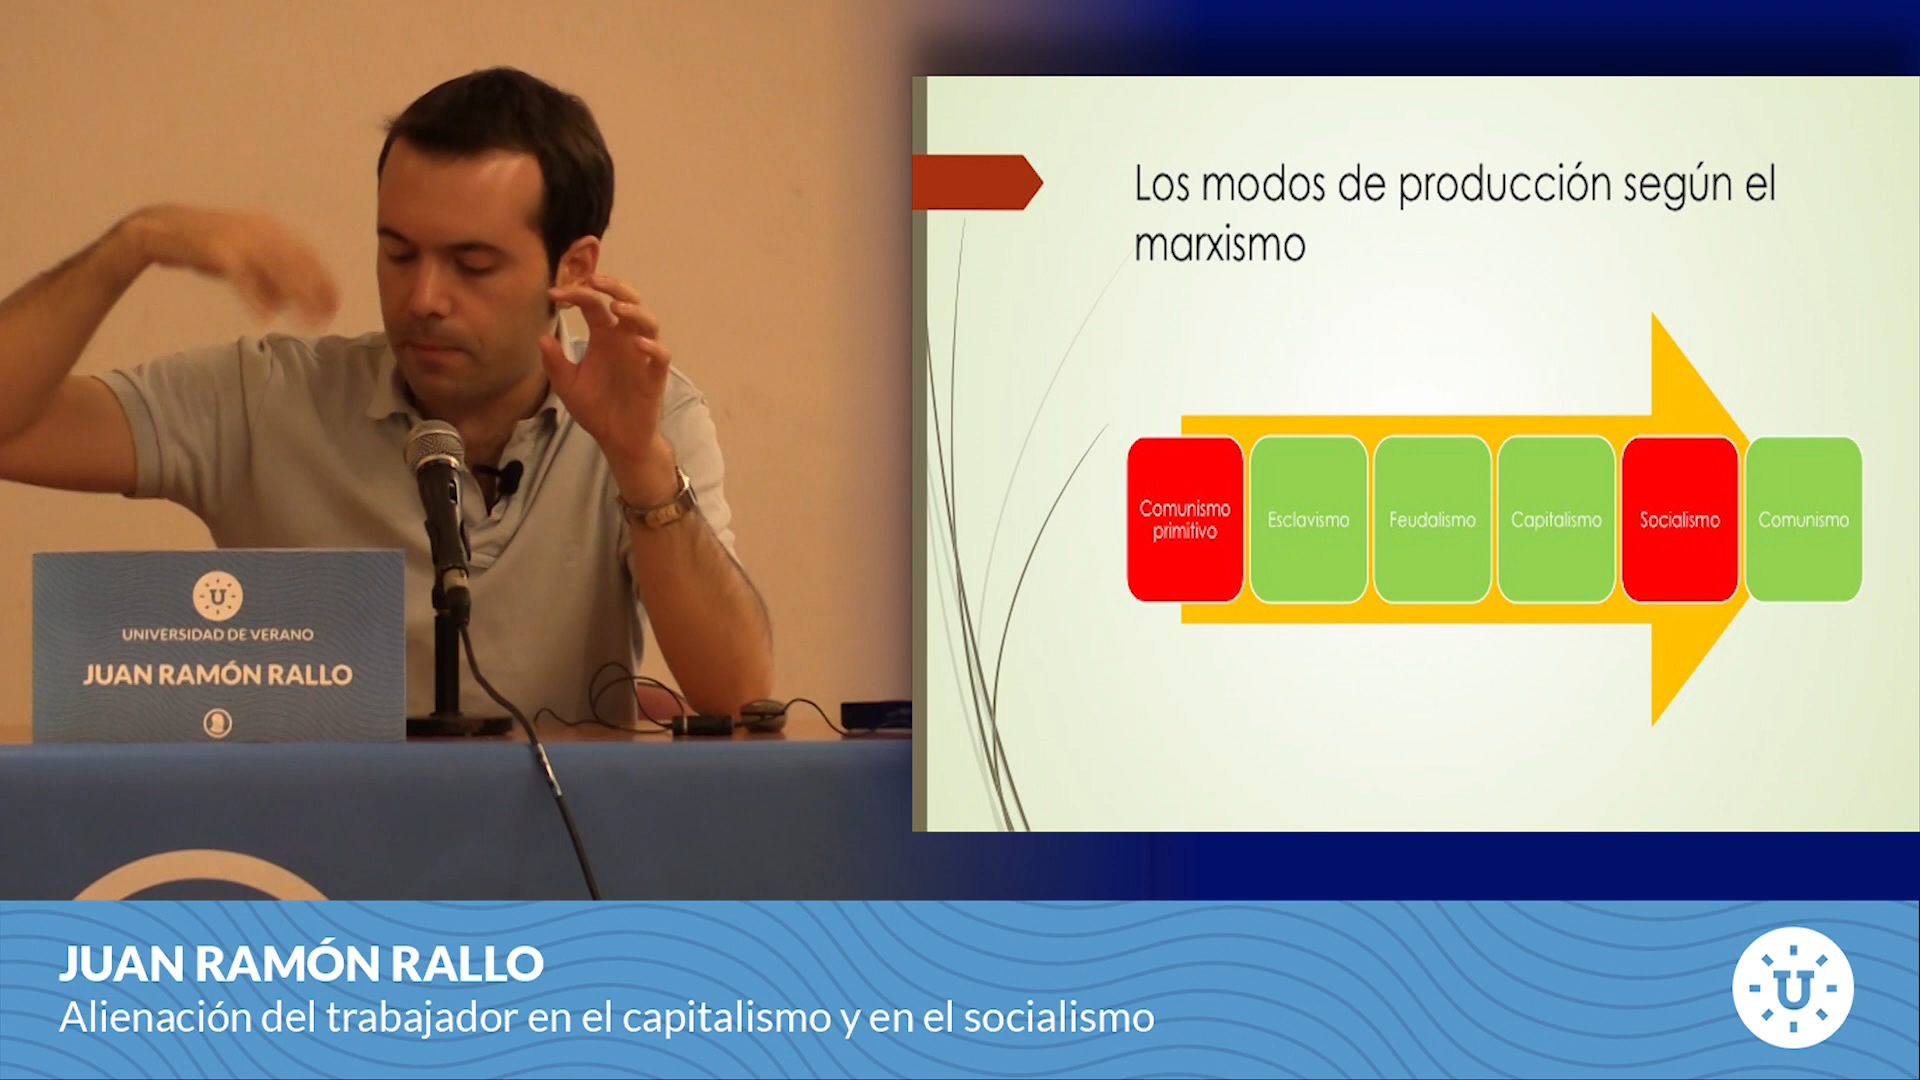 UNIVERSIDAD DE VERANO
JUAN RAMÓN RALLO
Los modos de producción según el
marxismo
Comunismo
primitivo
Esclavismo
Feudalismo
Capitalismo
Socialismo
Comunismo
JUAN RAMÓN RALLO
Alienación del trabajador en el capitalismo y en el socialismo
U